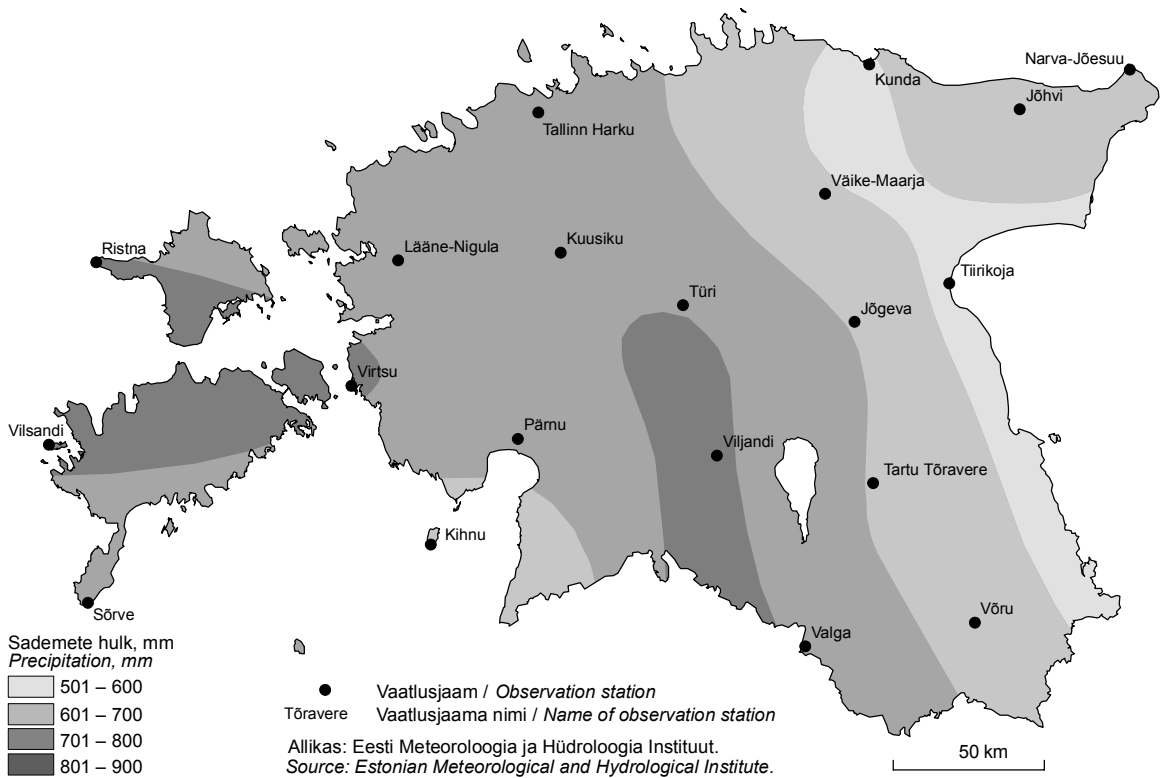 Narva-Jõesuu
Kunda
Jõhvi
Tallinn Harku
Väike-Maarja
Ristna
Lääne-Nigula
Kuusiku
Tiirikoja
Türi
Jõgeva
Virtsu
Vilsandi
Pärnu
Viljandi
Tartu Tõravere
Kihnu
Sõrve
Võru
Valga
Sademete hulk, mm
Precipitation, mm
501 – 600
601 – 700
701 – 800
801 – 900
Vaatlusjaam / Observation station
Tõravere Vaatlusjaama nimi / Name of observation station
Allikas: Eesti Meteoroloogia ja Hüdroloogia Instituut.
Source: Estonian Meteorological and Hydrological Institute.
50 km